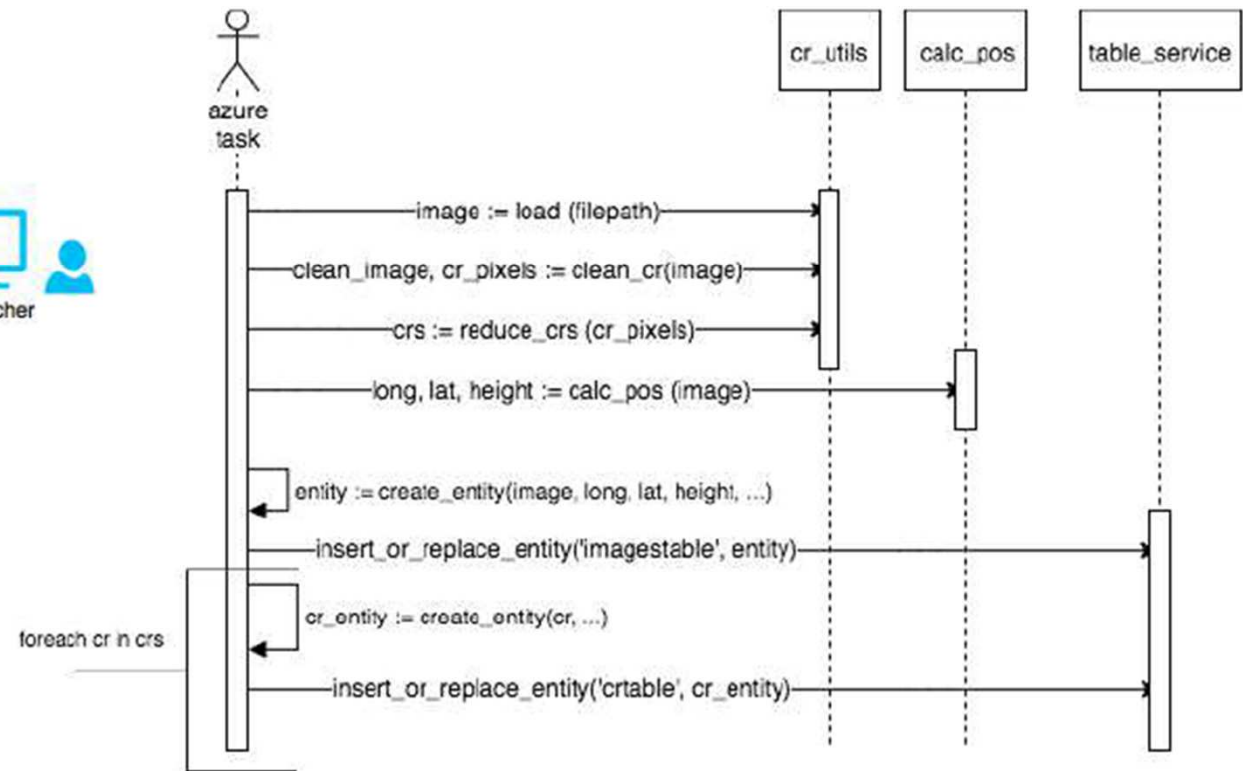 cr_utils
calc_pos
table_service
azure
task
image := load (filepath)
clean_image, cr_pixels := clean_cr(image)
cher
crs := reduce_crs (cr_pixels)
long, lat, height := calc_pos (image)
entity := create_entity(image, long, lat, height, ...)
insert_or_replace_entity('imagestable', entity)
cr_entity := create_entity(cr, ...)
foreach cr in crs
insert_or_replace_entity('crtable', cr_entity)